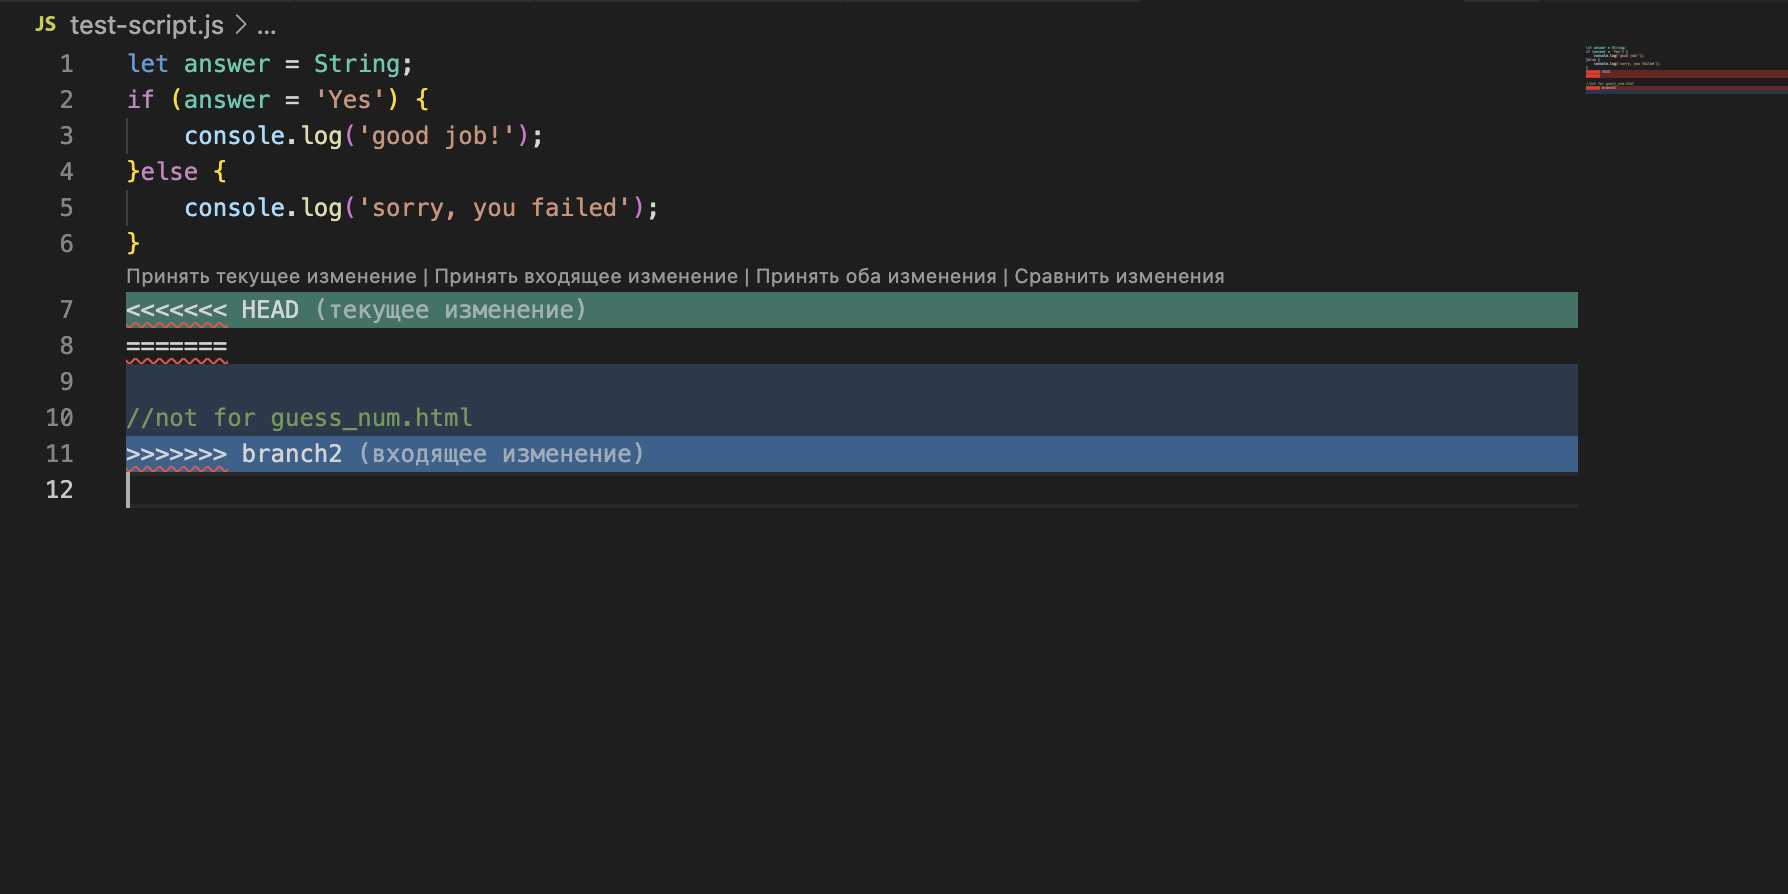 JS test-script.js > ...
1 let answer = String;
2 if (answer = 'Yes') {
3     console.log('good job!');
4 }else {
5     console.log('sorry, you failed');
6 }
Принять текущее изменение | Принять входящее изменение | Принять оба изменения | Сравнить изменения
7 <<<<<<< HEAD (текущее изменение)
8 =======
9
10 //not for guess_num.html
11 >>>>>>> branch2 (входящее изменение)
12